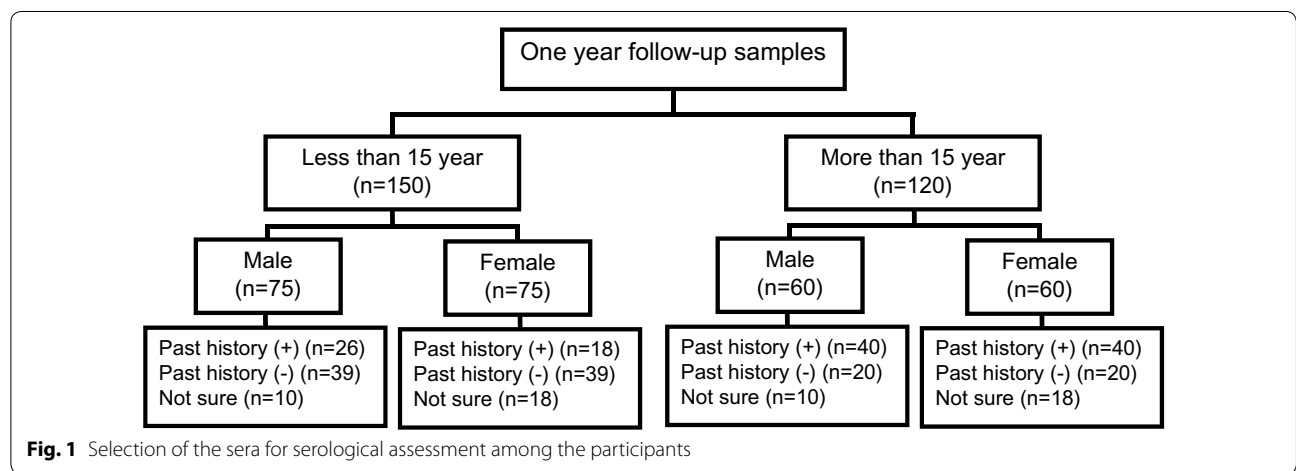 One year follow-up samples
Less than 15 year
(n=150)
More than 15 year
(n=120)
Male
(n=75)
Female
(n=75)
Male
(n=60)
Female
(n=60)
Past history (+) (n=26)
Past history (-) (n=39)
Not sure (n=10)
Past history (+) (n=18)
Past history (-) (n=39)
Not sure (n=18)
Past history (+) (n=40)
Past history (-) (n=20)
Not sure (n=10)
Past history (+) (n=40)
Past history (-) (n=20)
Not sure (n=18)
Fig. 1 Selection of the sera for serological assessment among the participants